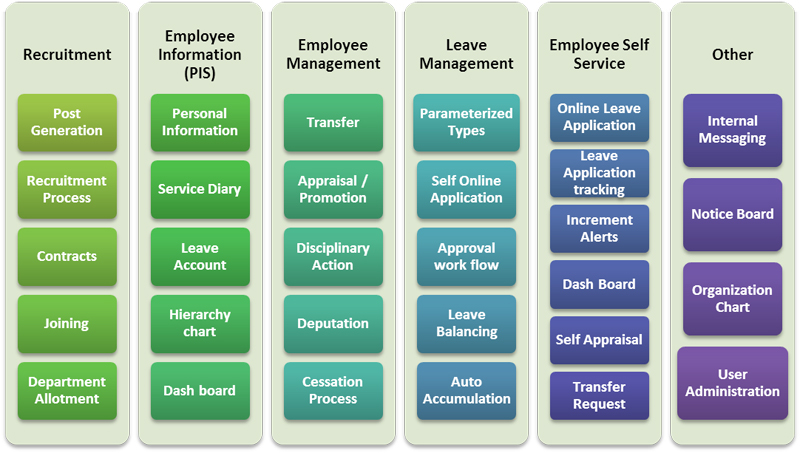 Recruitment
Post
Generation
Recruitment
Process
Contracts
Joining
Department
Allotment
Employee
Information
(PIS)
Personal
Information
Service Diary
Leave
Account
Hierarchy
chart
Dash board
Employee
Management
Transfer
Appraisal /
Promotion
Disciplinary
Action
Deputation
Cessation
Process
Leave
Management
Parameterized
Types
Self Online
Application
Approval
work flow
Leave
Balancing
Auto
Accumulation
Employee Self
Service
Online Leave
Application
Leave
Application
tracking
Increment
Alerts
Dash Board
Self Appraisal
Transfer
Request
Other
Internal
Messaging
Notice Board
Organization
Chart
User
Administration